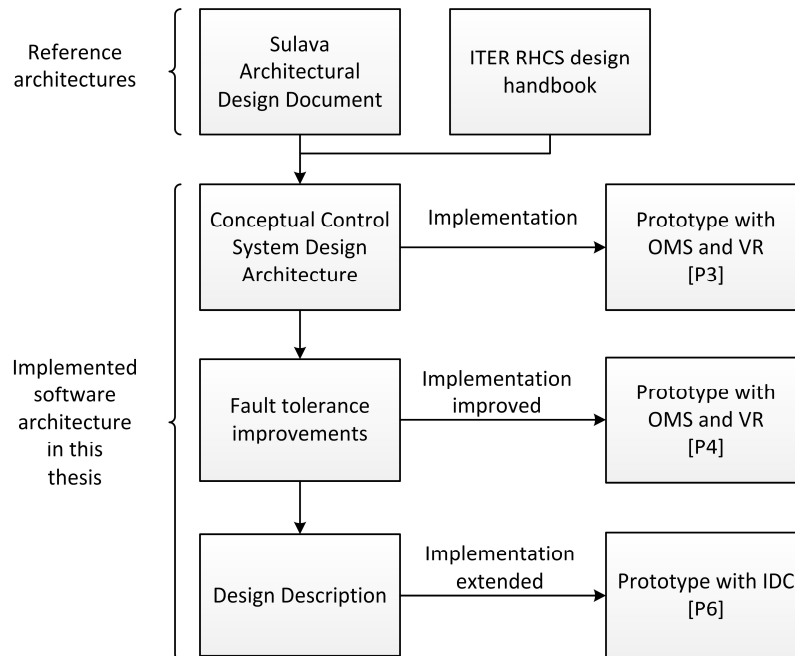 Reference
architectures
Sulava
Architectural
Design Document
ITER RHCS design
handbook
Conceptual Control
System Design
Architecture
Implementation
Prototype with
OMS and VR
[P3]
Implemented
software
architecture
in this
thesis
Fault tolerance
improvements
Implementation
improved
Prototype with
OMS and VR
[P4]
Design Description
Implementation
extended
Prototype with IDC
[P6]